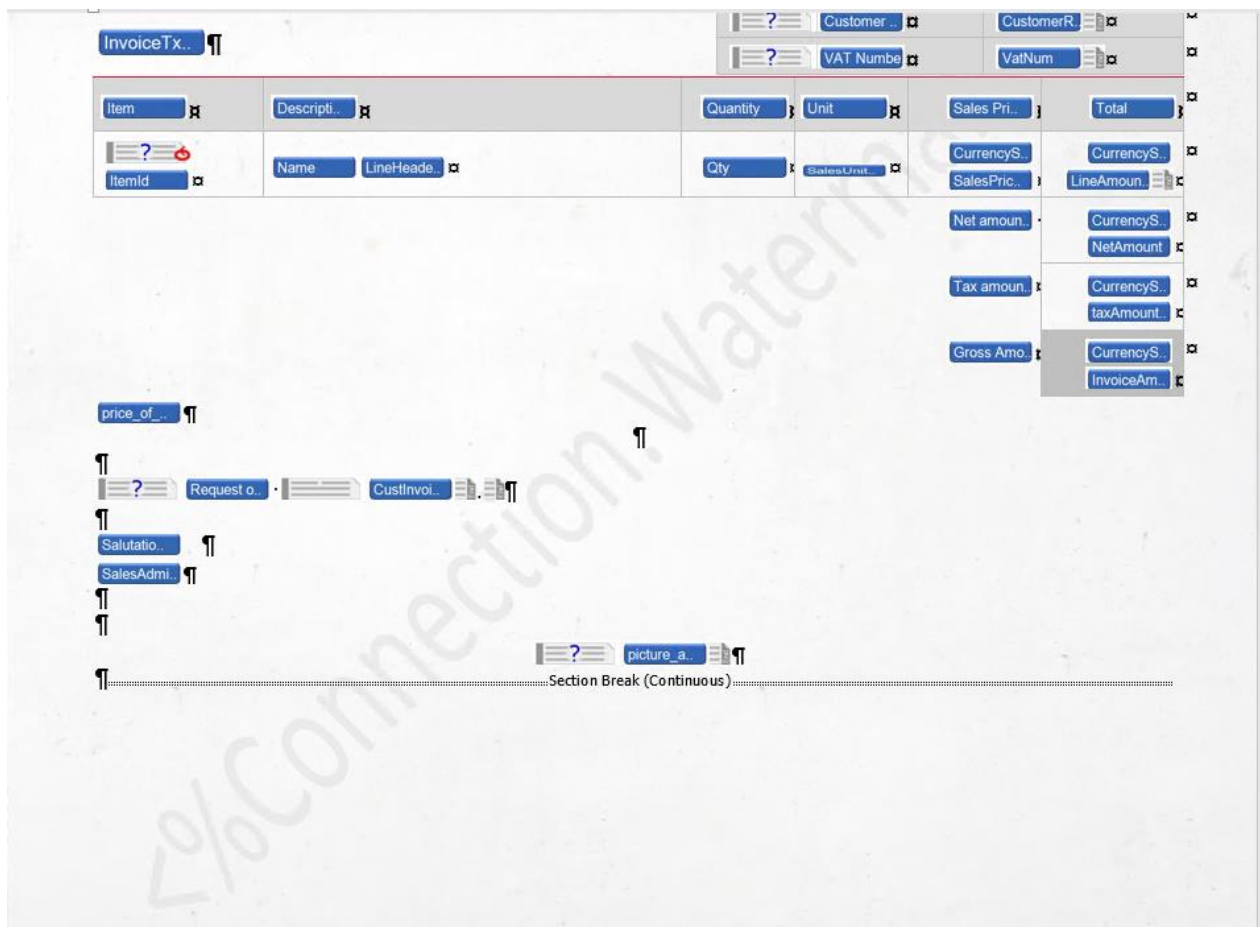 Customer .. CustomerR..
InvoiceTx.. ¶
? VAT Numbe VatNum
Item Descripti.. Quantity Unit Sales Pri.. Total
? CurrencyS.. CurrencyS..
ItemId Name LineHeade.. Qty SalesUnit.. SalesPric.. LineAmoun..
Net amoun.. CurrencyS..
NetAmount
Tax amoun.. CurrencyS..
taxAmount..
Gross Amo.. CurrencyS..
InvoiceAm..
price_of_.. ¶
¶
¶
? Request o.. · CustInvoi.. . ¶
¶
Salutatio.. ¶
SalesAdmi.. ¶
¶
¶
? picture_a.. ¶
¶ Section Break (Continuous)
<%Connection.Waterma